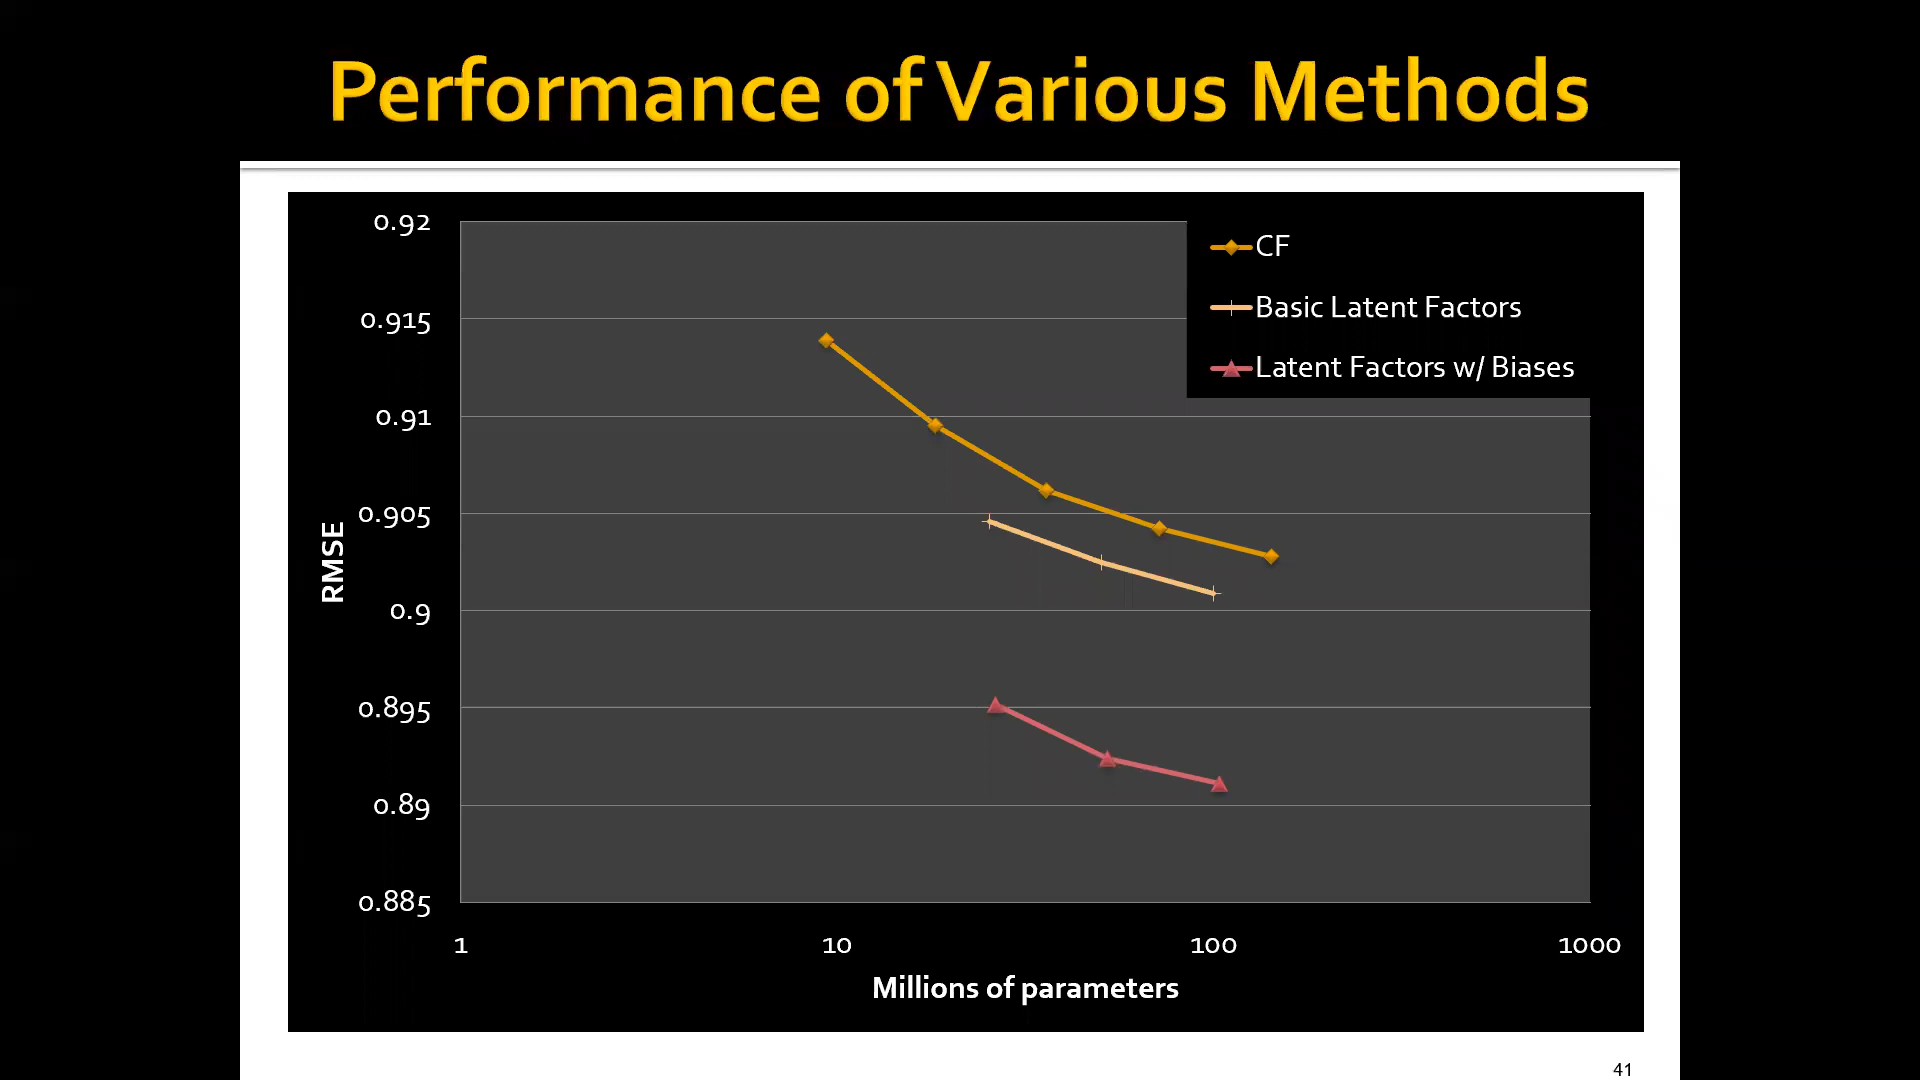 Performance of Various Methods
0.92
0.915
0.91
0.905
0.9
0.895
0.89
0.885
RMSE
CF
Basic Latent Factors
Latent Factors w/ Biases
1 10 100 1000
Millions of parameters
41